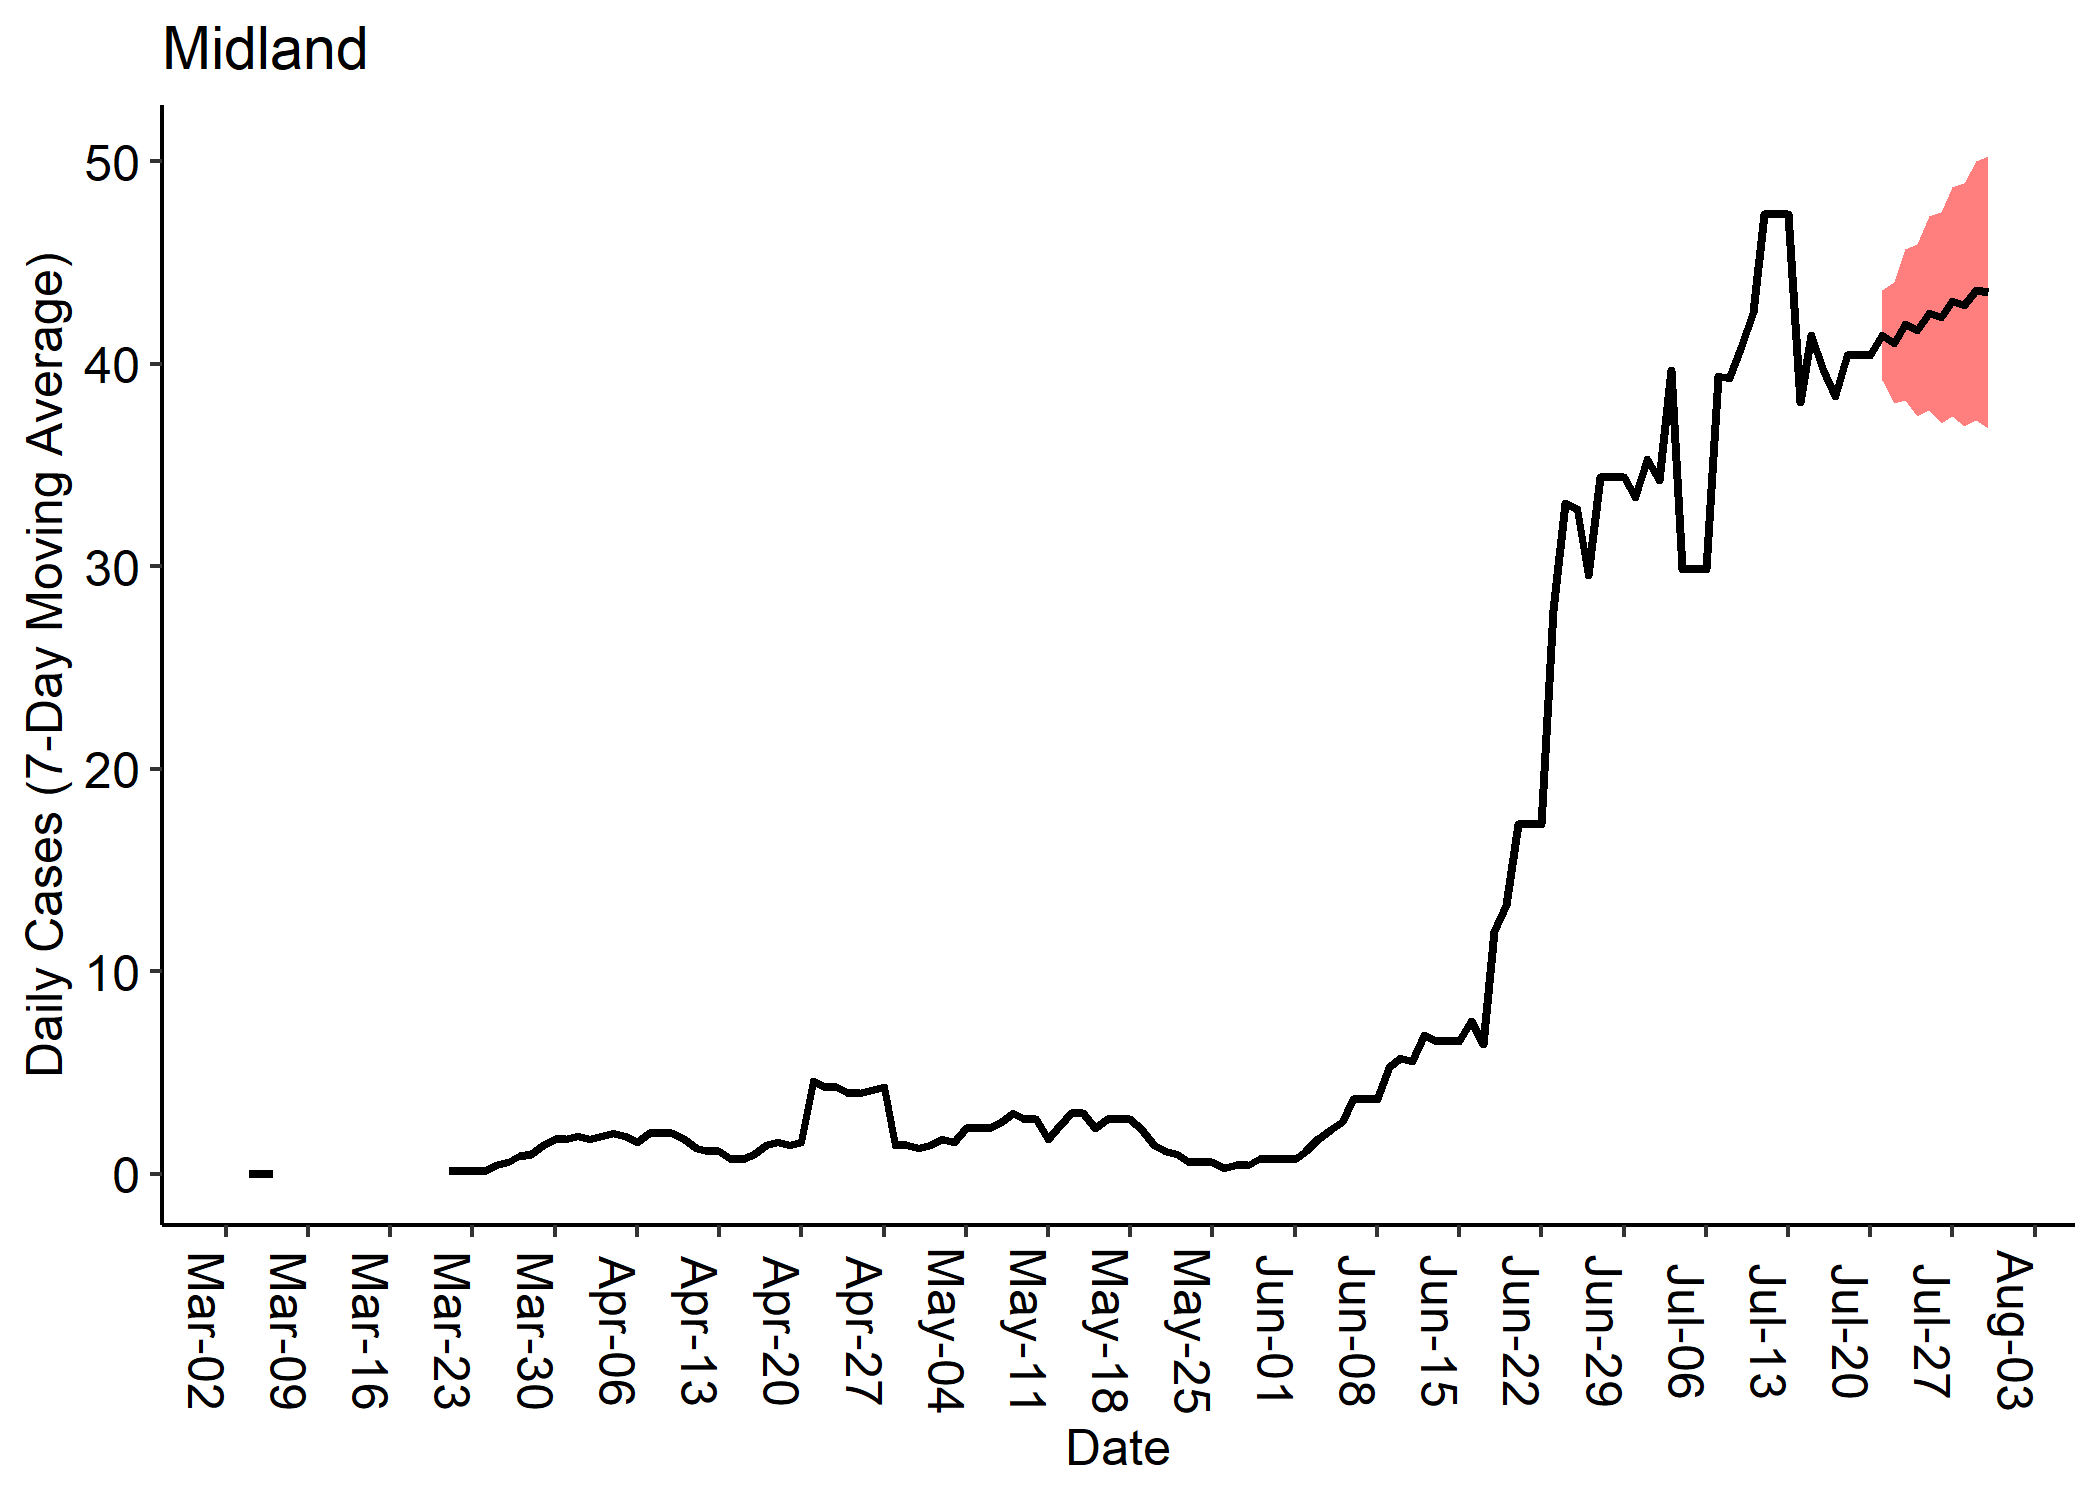 Midland
Daily Cases (7-Day Moving Average)
50
40
30
20
10
0
Mar-02
Mar-09
Mar-16
Mar-23
Mar-30
Apr-06
Apr-13
Apr-20
Apr-27
May-04
May-11
May-18
May-25
Jun-01
Jun-08
Jun-15
Jun-22
Jun-29
Jul-06
Jul-13
Jul-20
Jul-27
Aug-03
Date